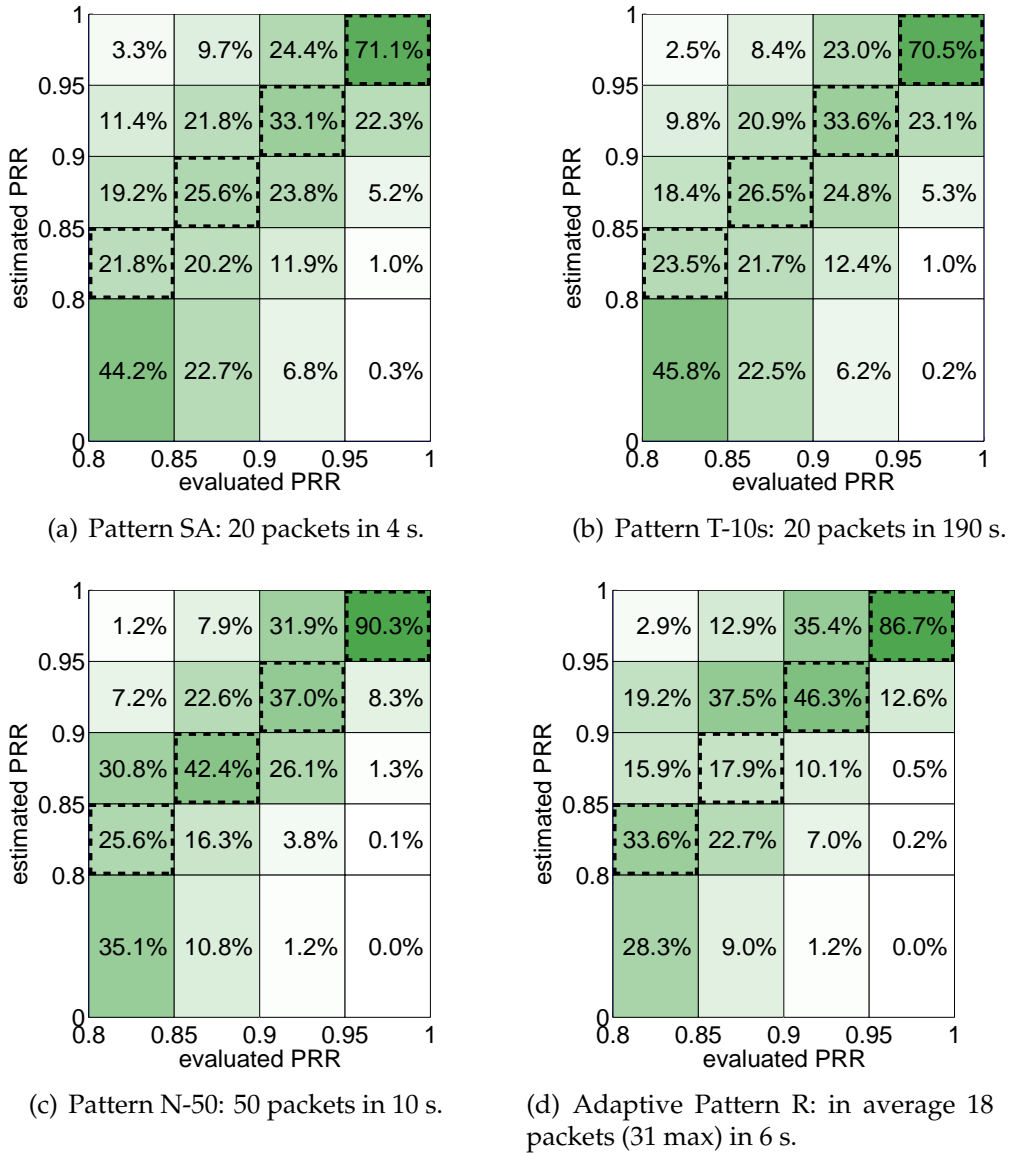 1
3.3% 9.7% 24.4% 71.1%
0.95
11.4% 21.8% 33.1% 22.3%
0.9
19.2% 25.6% 23.8% 5.2%
0.85
21.8% 20.2% 11.9% 1.0%
0.8
44.2% 22.7% 6.8% 0.3%
0
0.8 0.85 0.9 0.95 1
evaluated PRR
estimated PRR
(a) Pattern SA: 20 packets in 4 s.
1
2.5% 8.4% 23.0% 70.5%
0.95
9.8% 20.9% 33.6% 23.1%
0.9
18.4% 26.5% 24.8% 5.3%
0.85
23.5% 21.7% 12.4% 1.0%
0.8
45.8% 22.5% 6.2% 0.2%
0
0.8 0.85 0.9 0.95 1
evaluated PRR
estimated PRR
(b) Pattern T-10s: 20 packets in 190 s.
1
1.2% 7.9% 31.9% 90.3%
0.95
7.2% 22.6% 37.0% 8.3%
0.9
30.8% 42.4% 26.1% 1.3%
0.85
25.6% 16.3% 3.8% 0.1%
0.8
35.1% 10.8% 1.2% 0.0%
0
0.8 0.85 0.9 0.95 1
evaluated PRR
estimated PRR
(c) Pattern N-50: 50 packets in 10 s.
1
2.9% 12.9% 35.4% 86.7%
0.95
19.2% 37.5% 46.3% 12.6%
0.9
15.9% 17.9% 10.1% 0.5%
0.85
33.6% 22.7% 7.0% 0.2%
0.8
28.3% 9.0% 1.2% 0.0%
0
0.8 0.85 0.9 0.95 1
evaluated PRR
estimated PRR
(d) Adaptive Pattern R: in average 18
packets (31 max) in 6 s.